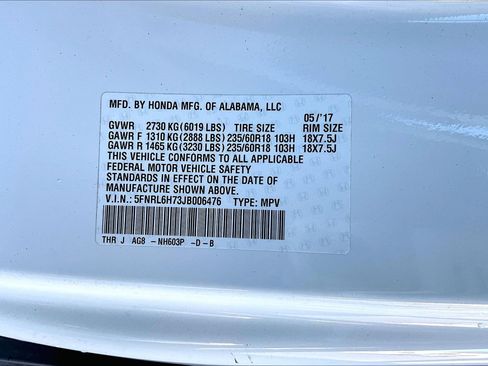 MFD. BY HONDA MFG. OF ALABAMA, LLC 05/'17
GVWR 2730 KG (6019 LBS) TIRE SIZE RIM SIZE
GAWR F 1310 KG (2888 LBS) 235/60R18 103H 18X7.5J
GAWR R 1465 KG (3230 LBS) 235/60R18 103H 18X7.5J
THIS VEHICLE CONFORMS TO ALL APPLICABLE
FEDERAL MOTOR VEHICLE SAFETY
STANDARDS IN EFFECT ON THE DATE OF
MANUFACTURE SHOWN ABOVE.
V.I.N.: 5FNRL6H73JB006476 TYPE: MPV
THR J AG8 -NH603P -D-B